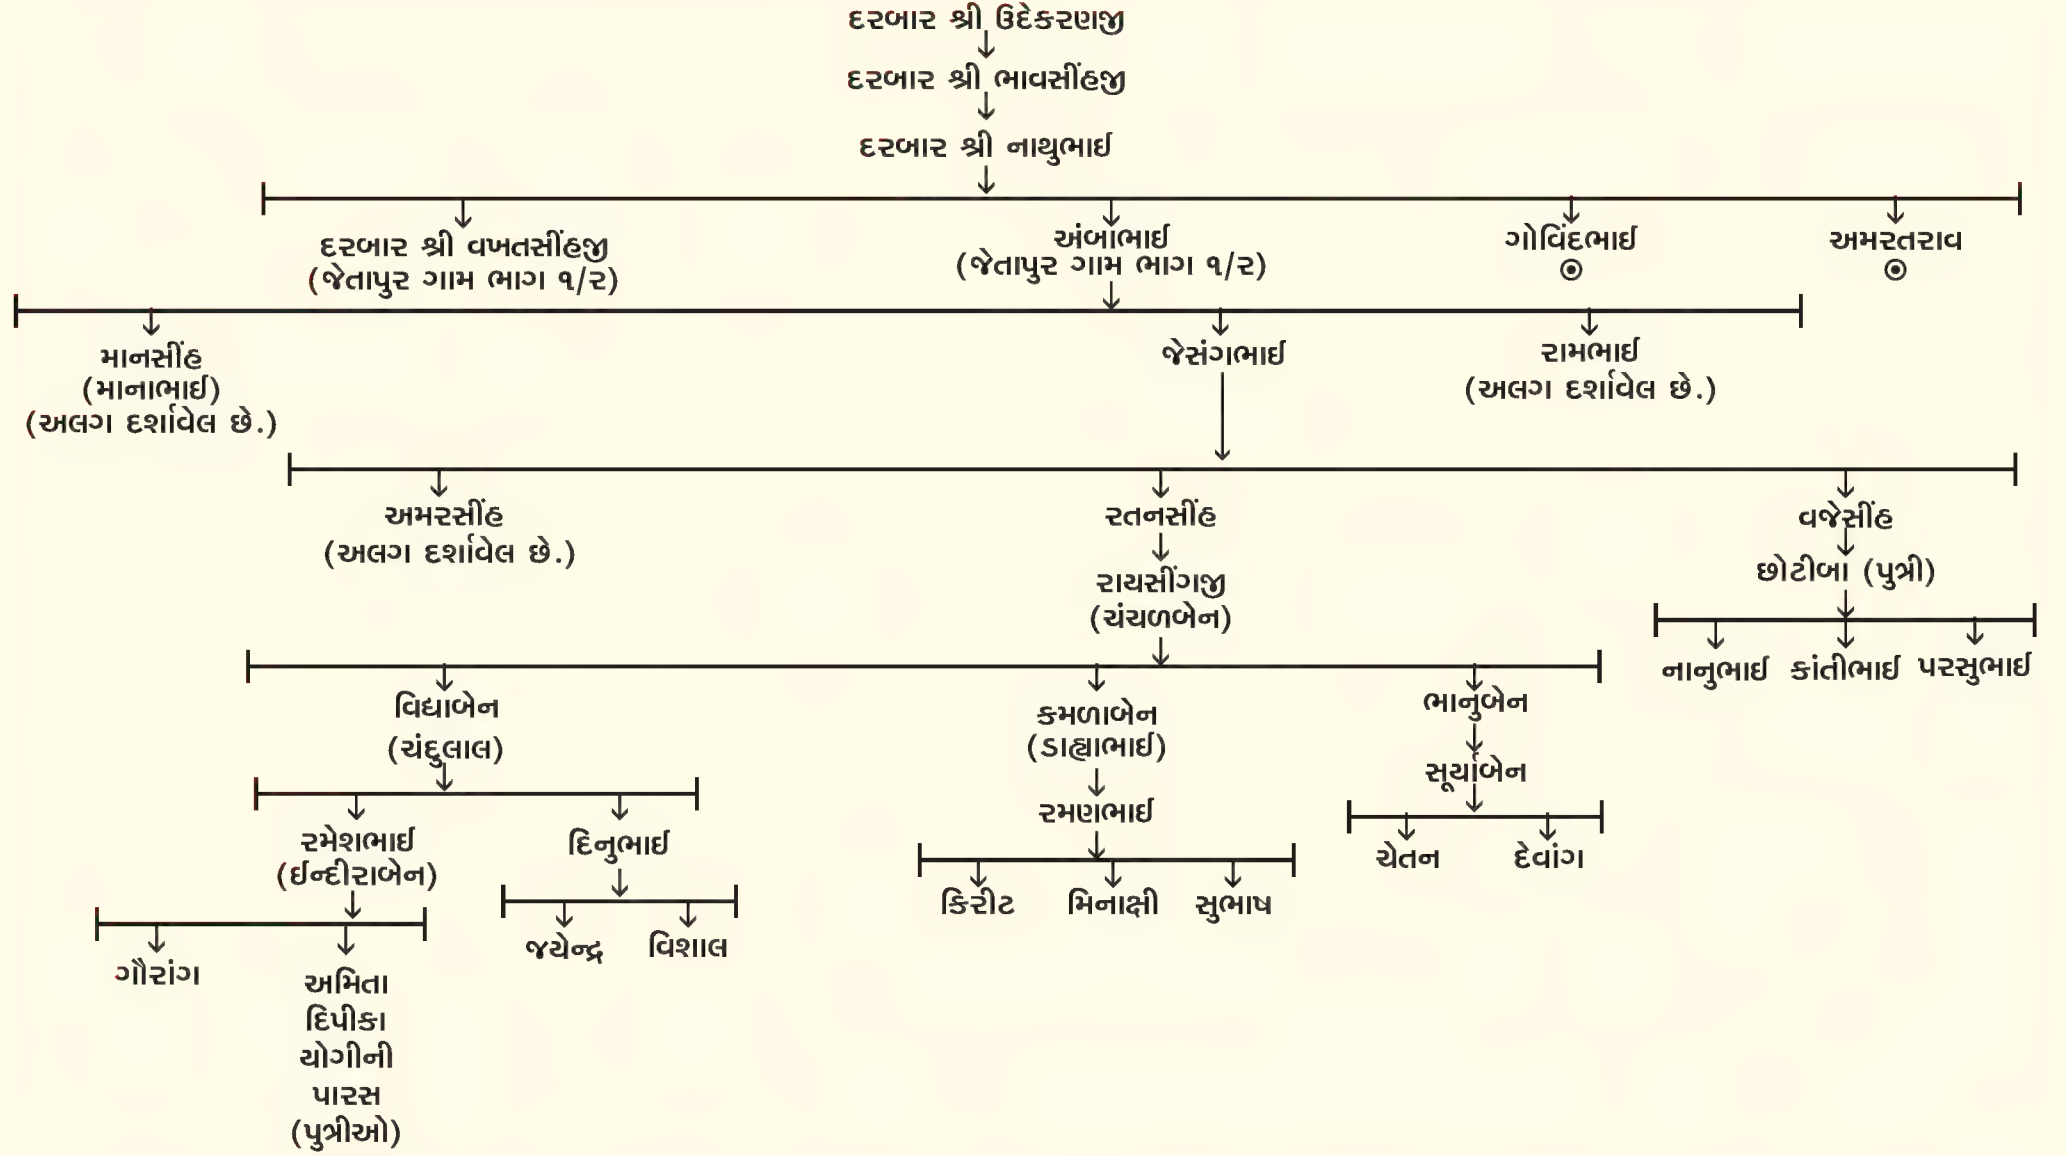 દરબાર શ્રી ઉદેકરણજી
દરબાર શ્રી ભાવસીંહજી
દરબાર શ્રી નાથુભાઈ
દરબાર શ્રી વખતસીંહજી
(જેતાપુર ગામ ભાગ ૧/૨)
અંબાભાઈ
(જેતાપુર ગામ ભાગ ૧/૨)
ગોવિંદભાઈ
અમરતરાવ
માનસીંહ
(માનાભાઈ)
(અલગ દર્શાવેલ છે.)
જેસંગભાઈ
રામભાઈ
(અલગ દર્શાવેલ છે.)
અમરસીંહ
(અલગ દર્શાવેલ છે.)
રતનસીંહ
રાયસીંગજી
(ચંચળબેન)
વજેસીંહ
છોટીબા (પુત્રી)
નાનુભાઈ કાંતીભાઈ પરસુભાઈ
વિદ્યાબેન
(ચંદુલાલ)
કમળાબેન
(ડાહ્યાભાઈ)
રમણભાઈ
ભાનુબેન
સૂર્યાબેન
રમેશભાઈ
(ઈન્દીરાબેન)
દિનુભાઈ
કિરીટ મિનાક્ષી સુભાષ
ચેતન દેવાંગ
ગૌરાંગ
અમિતા
દિપીકા
યોગીની
પારસ
(પુત્રીઓ)
જયેન્દ્ર વિશાલ